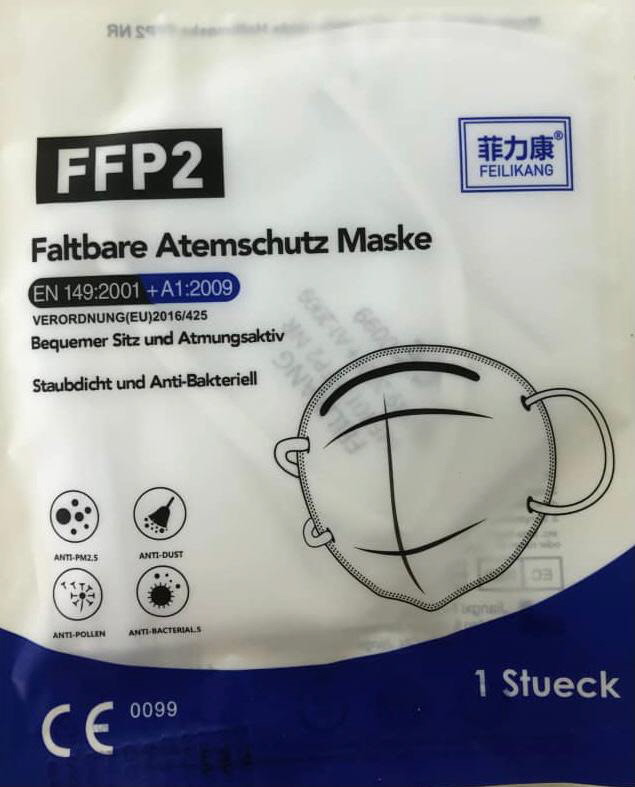 FFP2
菲力康®
FEILIKANG
Faltbare Atemschutz Maske
EN 149:2001 +A1:2009
VERORDNUNG(EU)2016/425
Bequemer Sitz und Atmungsaktiv
Staubdicht und Anti-Bakteriell
ANTI-PM2.5
ANTI-DUST
ANTI-POLLEN
ANTI-BACTERIAL.S
1 Stueck
CE 0099